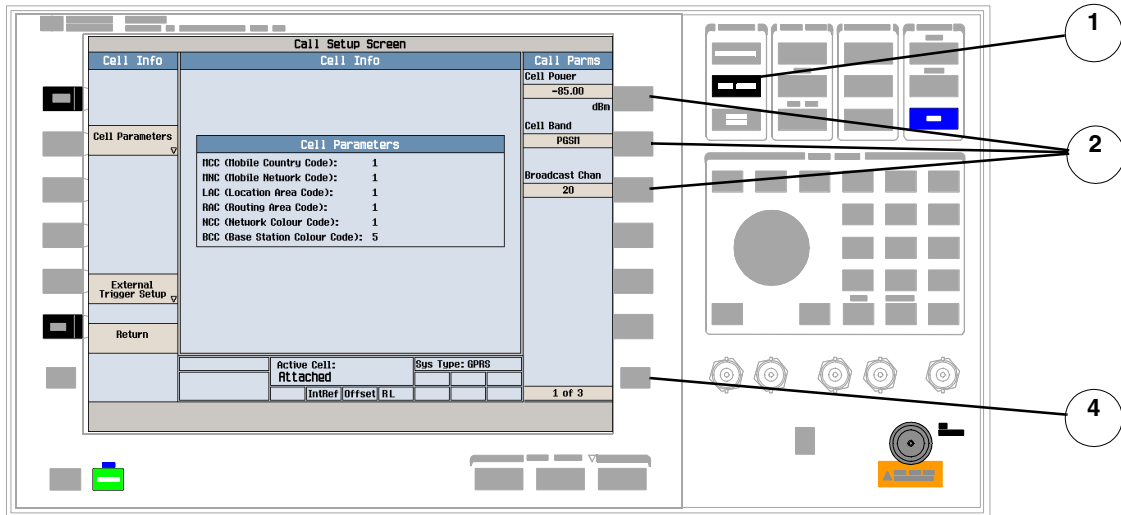 Call Setup Screen
Cell Info
Cell Parameters
External
Trigger Setup
Return
Cell Info
Cell Parameters
MCC (Mobile Country Code): 1
MNC (Mobile Network Code): 1
LAC (Location Area Code): 1
RAC (Routing Area Code): 1
NCC (Network Colour Code): 1
BCC (Base Station Colour Code): 5
Active Cell:
Attached
Sys Type: GPRS
IntRef Offset RL
Call Parms
Cell Power
-85.00
dBm
Cell Band
PGSM
Broadcast Chan
20
1 of 3
1
2
4